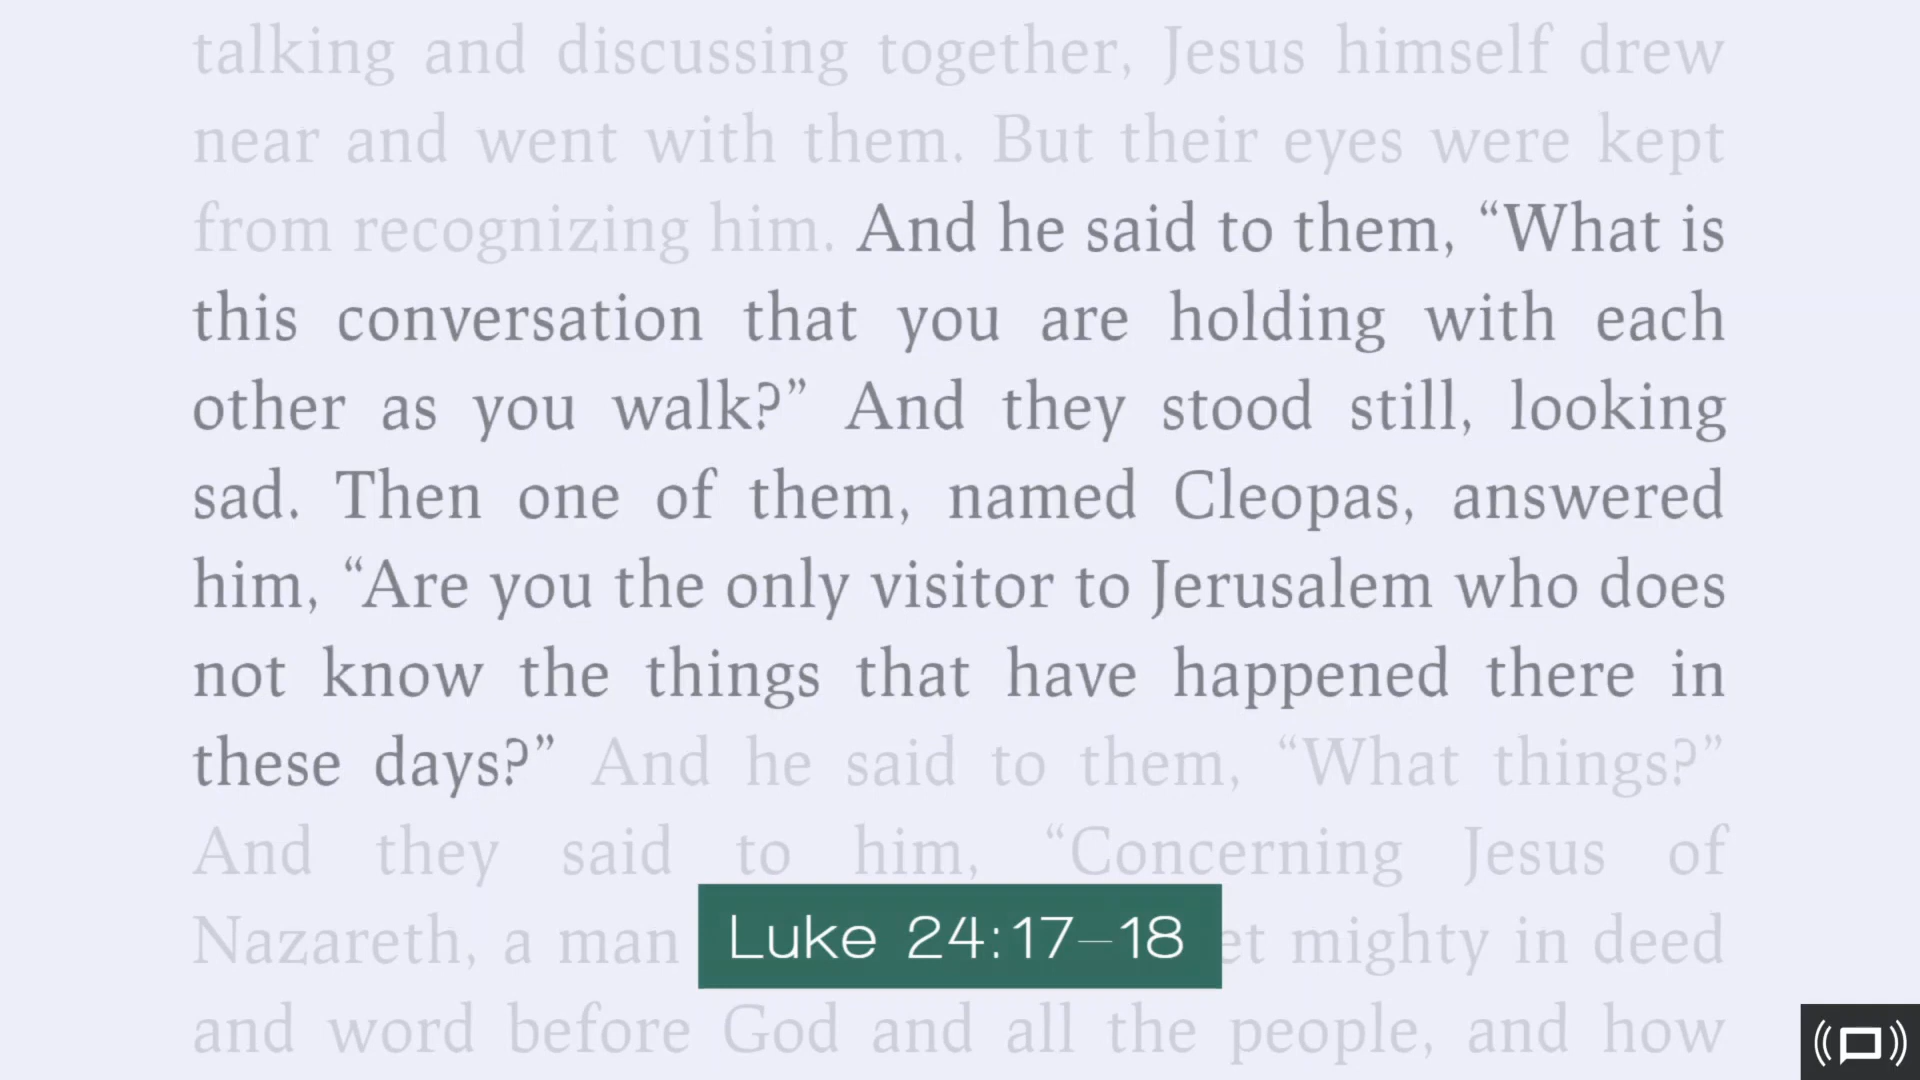 talking and discussing together, Jesus himself drew
near and went with them. But their eyes were kept
from recognizing him. And he said to them, “What is
this conversation that you are holding with each
other as you walk?” And they stood still, looking
sad. Then one of them, named Cleopas, answered
him, “Are you the only visitor to Jerusalem who does
not know the things that have happened there in
these days?” And he said to them, “What things?”
And they said to him, “Concerning Jesus of
Nazareth, a man et mighty in deed
Luke 24:17–18
and word before God and all the people, and how